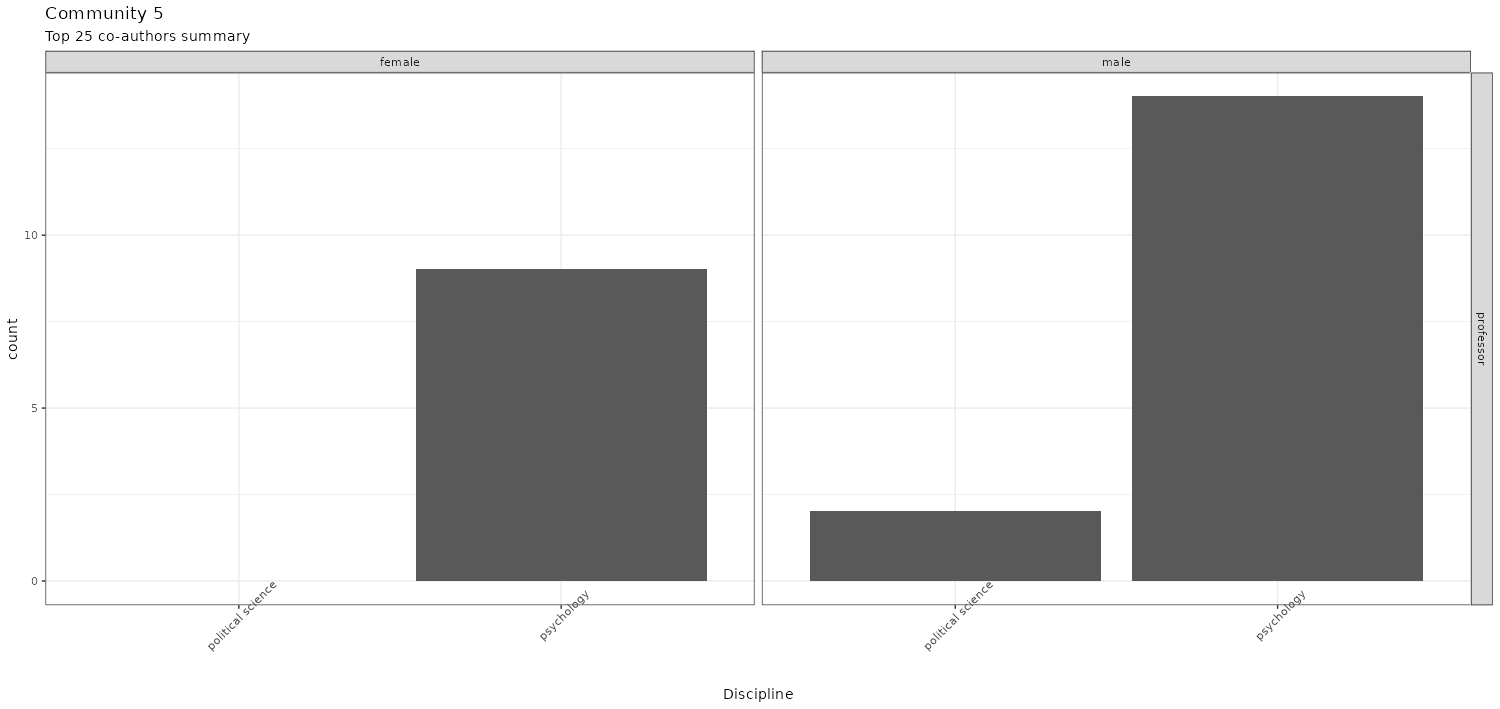 Community 5
Top 25 co-authors summary
female
male
professor
count
10
5
0
political science
psychology
political science
psychology
Discipline